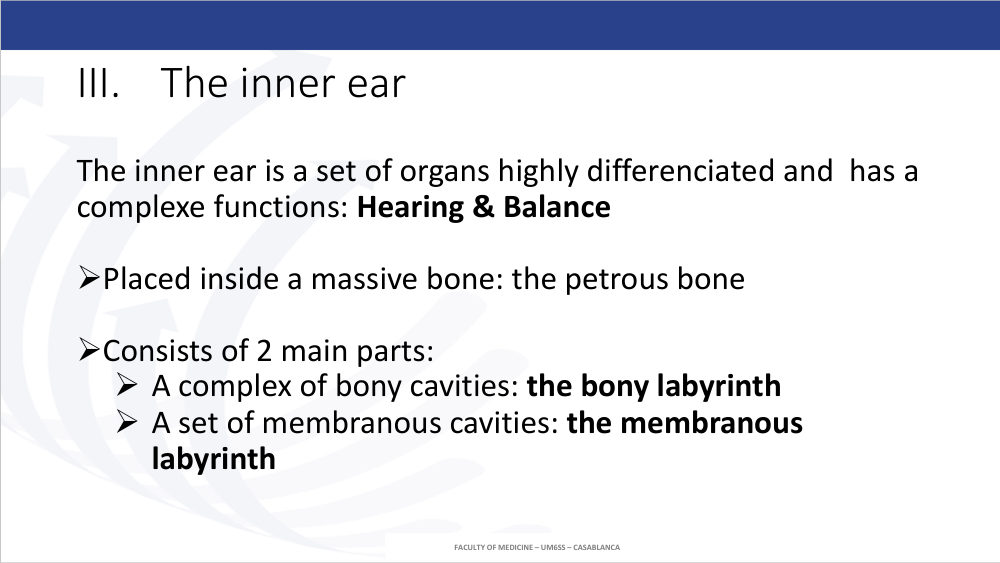 III. The inner ear
The inner ear is a set of organs highly differenciated and  has a
complexe functions: Hearing & Balance
➢Placed inside a massive bone: the petrous bone
➢Consists of 2 main parts:
➢ A complex of bony cavities: the bony labyrinth
➢ A set of membranous cavities: the membranous
labyrinth
FACULTY OF MEDICINE – UM6SS – CASABLANCA